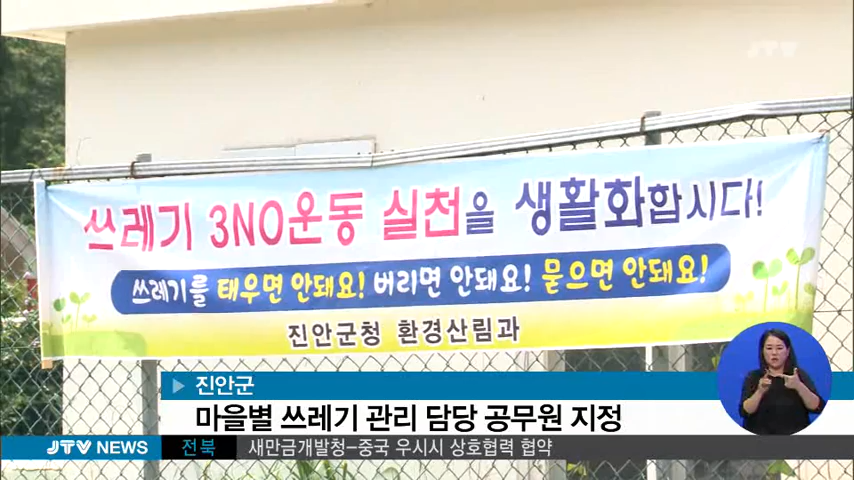 JTV
쓰레기 3NO운동 실천을 생활화합시다!
쓰레기를 태우면 안돼요! 버리면 안돼요! 묻으면 안돼요!
진안군청 환경산림과
진안군
마을별 쓰레기 관리 담당 공무원 지정
JTV NEWS 전북 새만금개발청-중국 우시시 상호협력 협약